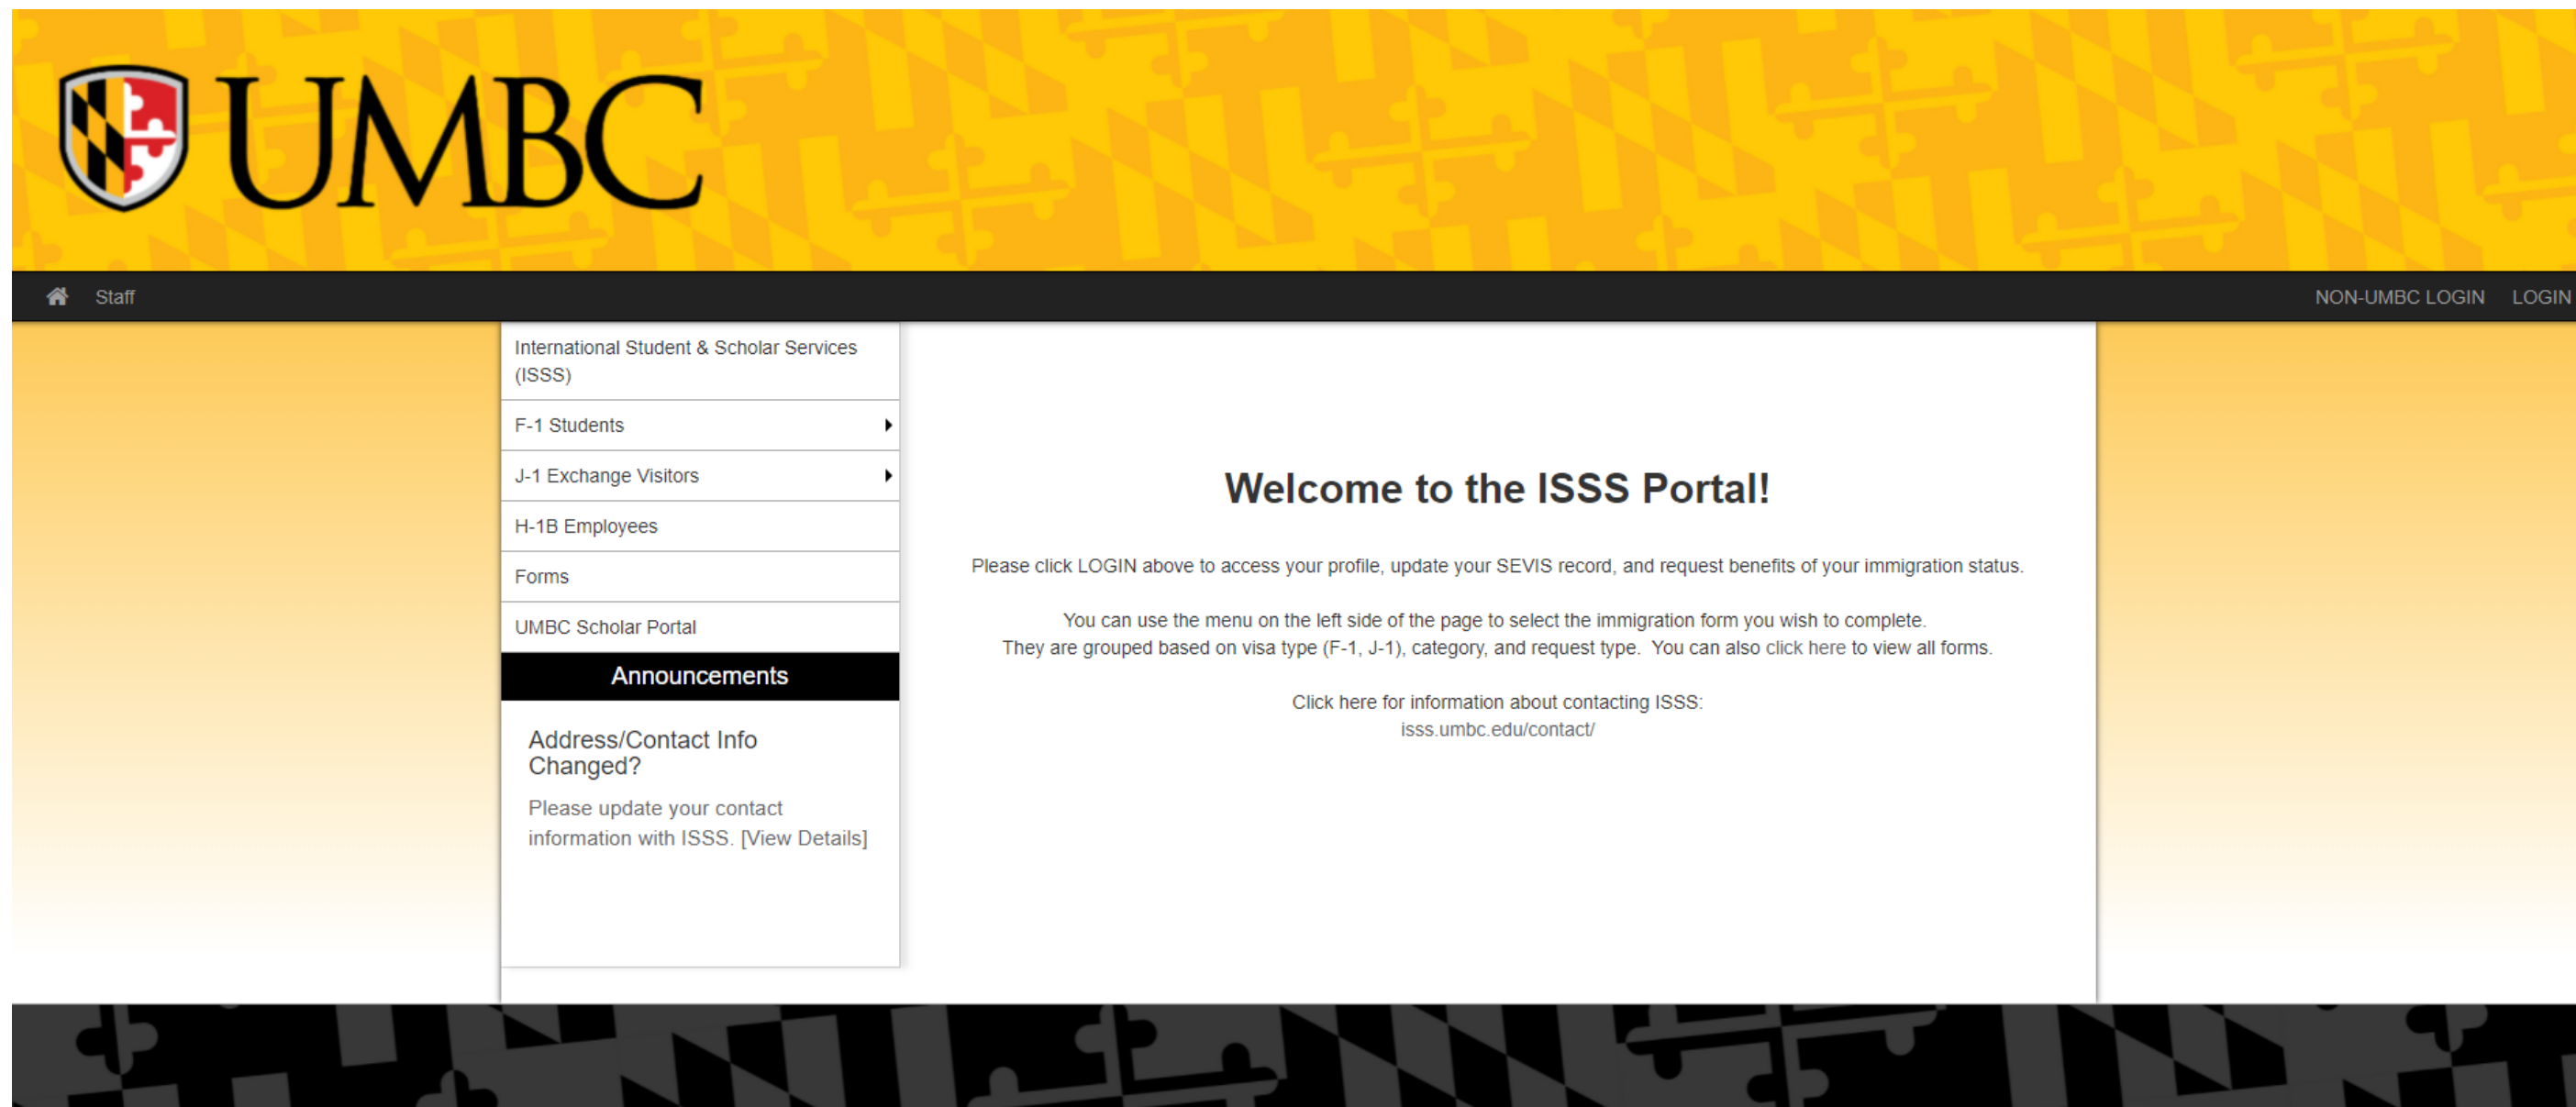 UMBC
Staff
NON-UMBC LOGIN LOGIN
International Student & Scholar Services
(ISSS)
F-1 Students
J-1 Exchange Visitors
H-1B Employees
Forms
UMBC Scholar Portal
Announcements
Address/Contact Info
Changed?
Please update your contact
information with ISSS. [View Details]
Welcome to the ISSS Portal!
Please click LOGIN above to access your profile, update your SEVIS record, and request benefits of your immigration status.
You can use the menu on the left side of the page to select the immigration form you wish to complete.
They are grouped based on visa type (F-1, J-1), category, and request type. You can also click here to view all forms.
Click here for information about contacting ISSS:
isss.umbc.edu/contact/